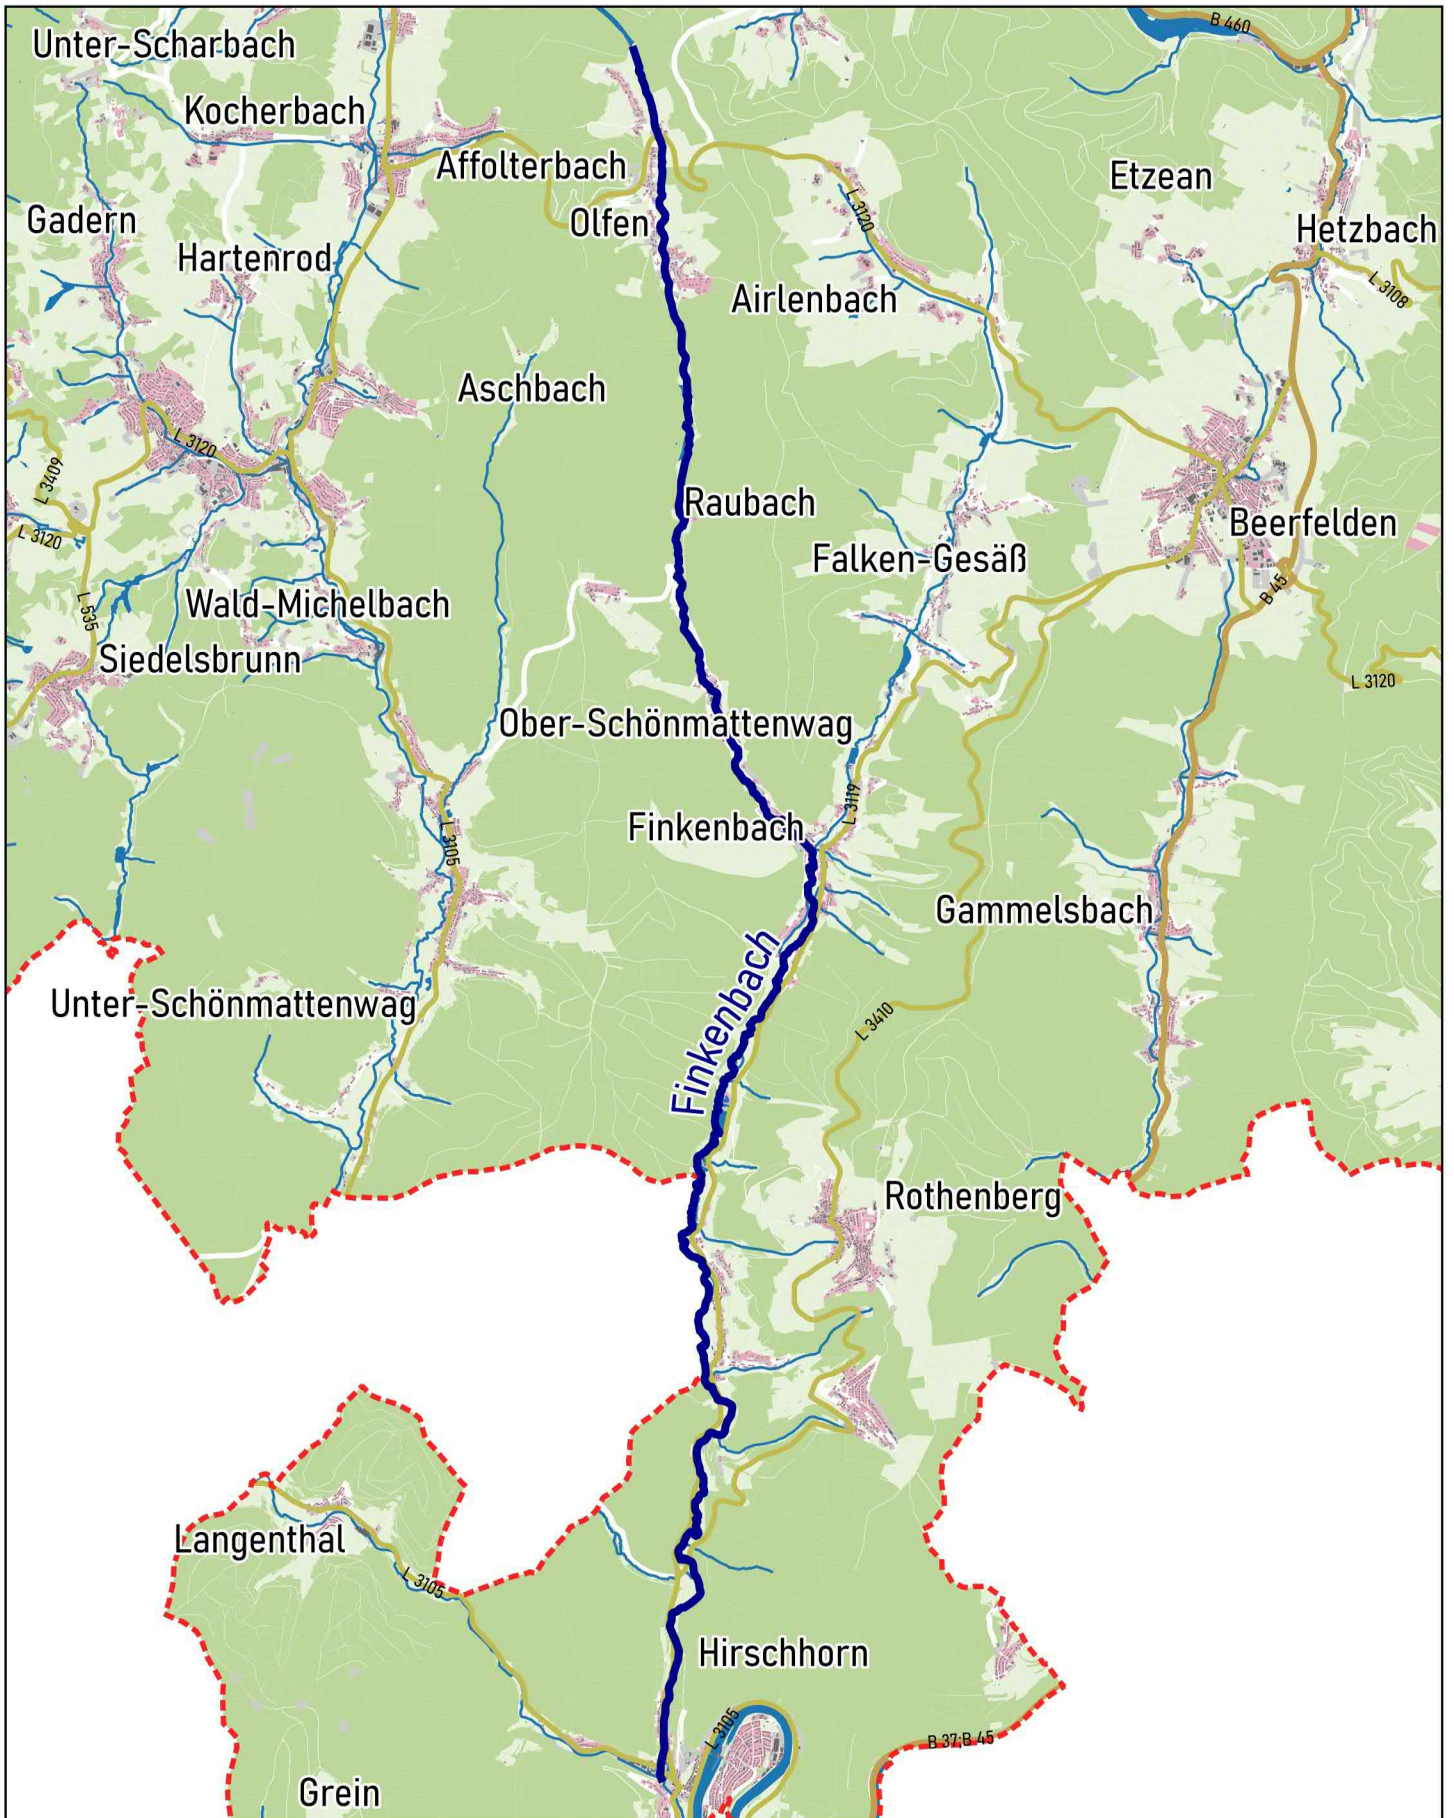 B 460
Unter-Scharbach
Kocherbach
Affolterbach
Etzean
Gadern
Olfen
L 3120
Hetzbach
Hartenrod
L 3108
Airlenbach
Aschbach
L 3120
L 3409
Raubach
Beerfelden
L 3120
Falken-Gesäß
B 45
L 535
Wald-Michelbach
Siedelsbrunn
L 3120
Ober-Schönmattenwag
L 3119
Finkenbach
L 3105
Gammelsbach
Finkenbach
Unter-Schönmattenwag
L 3410
Rothenberg
Langenthal
L 3105
Hirschhorn
L 3105
B 37;B 45
Grein